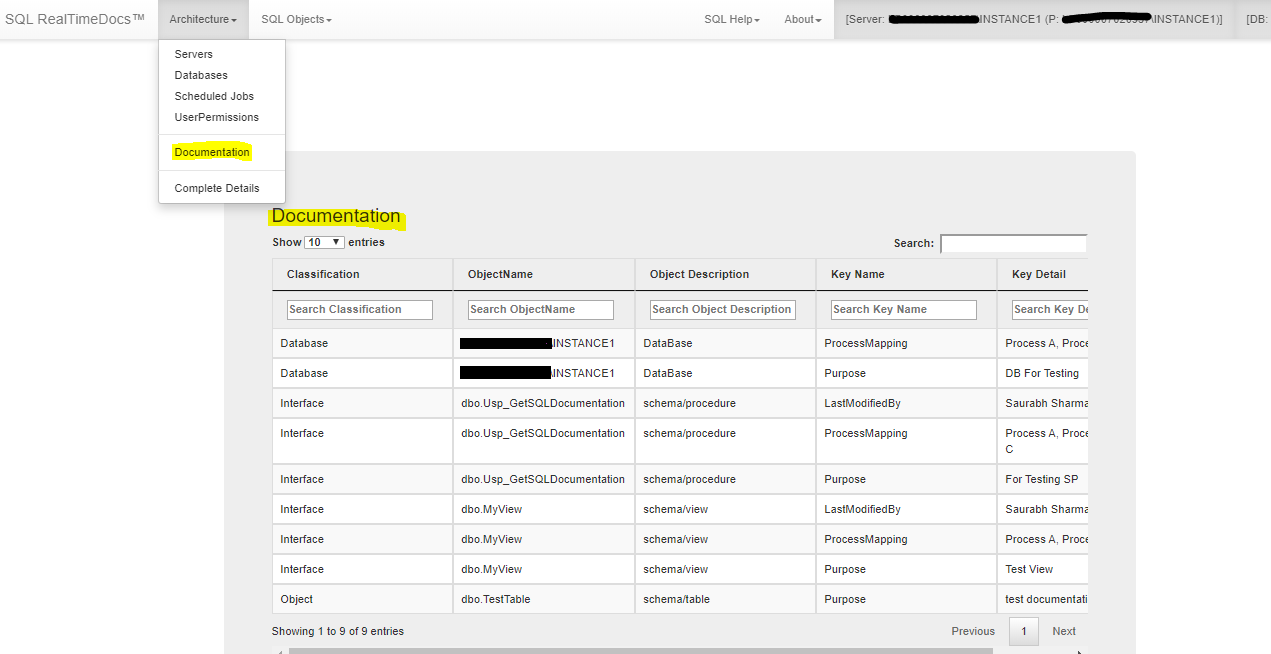 SQL RealTimeDocs™ Architecture SQL Objects SQL Help About [Server: INSTANCE1 (P: \INSTANCE1)] [DB:
Servers
Databases
Scheduled Jobs
UserPermissions
Documentation
Complete Details
Documentation
Show 10 entries Search:
Classification ObjectName Object Description Key Name Key Detail
Search Classification Search ObjectName Search Object Description Search Key Name Search Key De
Database \INSTANCE1 DataBase ProcessMapping Process A, Proce
Database \INSTANCE1 DataBase Purpose DB For Testing
Interface dbo.Usp_GetSQLDocumentation schema/procedure LastModifiedBy Saurabh Sharma
Interface dbo.Usp_GetSQLDocumentation schema/procedure ProcessMapping Process A, Proce
C
Interface dbo.Usp_GetSQLDocumentation schema/procedure Purpose For Testing SP
Interface dbo.MyView schema/view LastModifiedBy Saurabh Sharma
Interface dbo.MyView schema/view ProcessMapping Process A, Proce
Interface dbo.MyView schema/view Purpose Test View
Object dbo.TestTable schema/table Purpose test documentati
Showing 1 to 9 of 9 entries Previous 1 Next